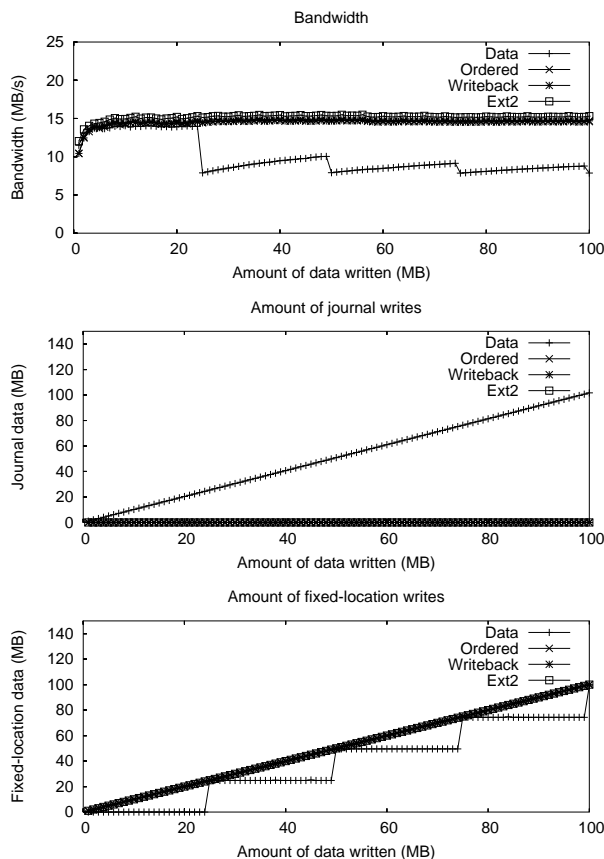 Bandwidth
25
20
15
10
5
0
Bandwidth (MB/s)
Data
Ordered
Writeback
Ext2
0 20 40 60 80 100
Amount of data written (MB)
Amount of journal writes
140
120
100
80
60
40
20
0
Journal data (MB)
Data
Ordered
Writeback
Ext2
0 20 40 60 80 100
Amount of data written (MB)
Amount of fixed-location writes
140
120
100
80
60
40
20
0
Fixed-location data (MB)
Data
Ordered
Writeback
Ext2
0 20 40 60 80 100
Amount of data written (MB)